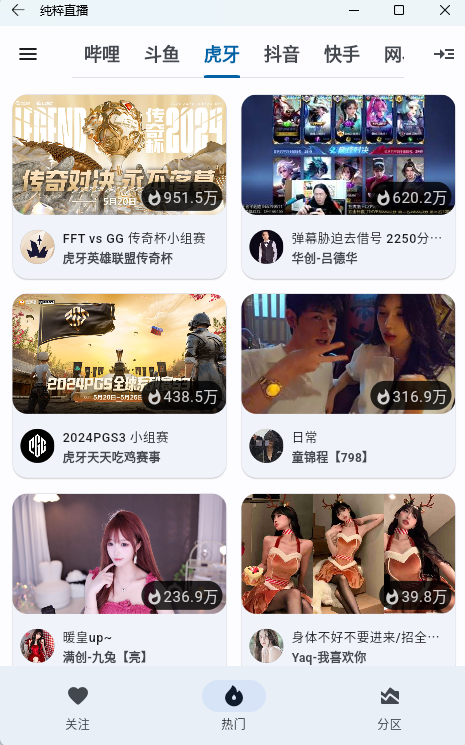 纯粹直播
哔哩 斗鱼 虎牙 抖音 快手 网
LEGEND 传奇杯 2024
传奇对决 永不落幕
5月20日
951.5万
620.2万
FFT vs GG 传奇杯小组赛
虎牙英雄联盟传奇杯
弹幕胁迫去借号 2250分…
华创-吕德华
2024PGS全球系列赛
5月20日-5月26日
438.5万
316.9万
2024PGS3 小组赛
虎牙天天吃鸡赛事
日常
童锦程【798】
236.9万
39.8万
暖皇up~
满创-九兔【亮】
身体不好不要进来/招全…
Yaq-我喜欢你
关注 热门 分区